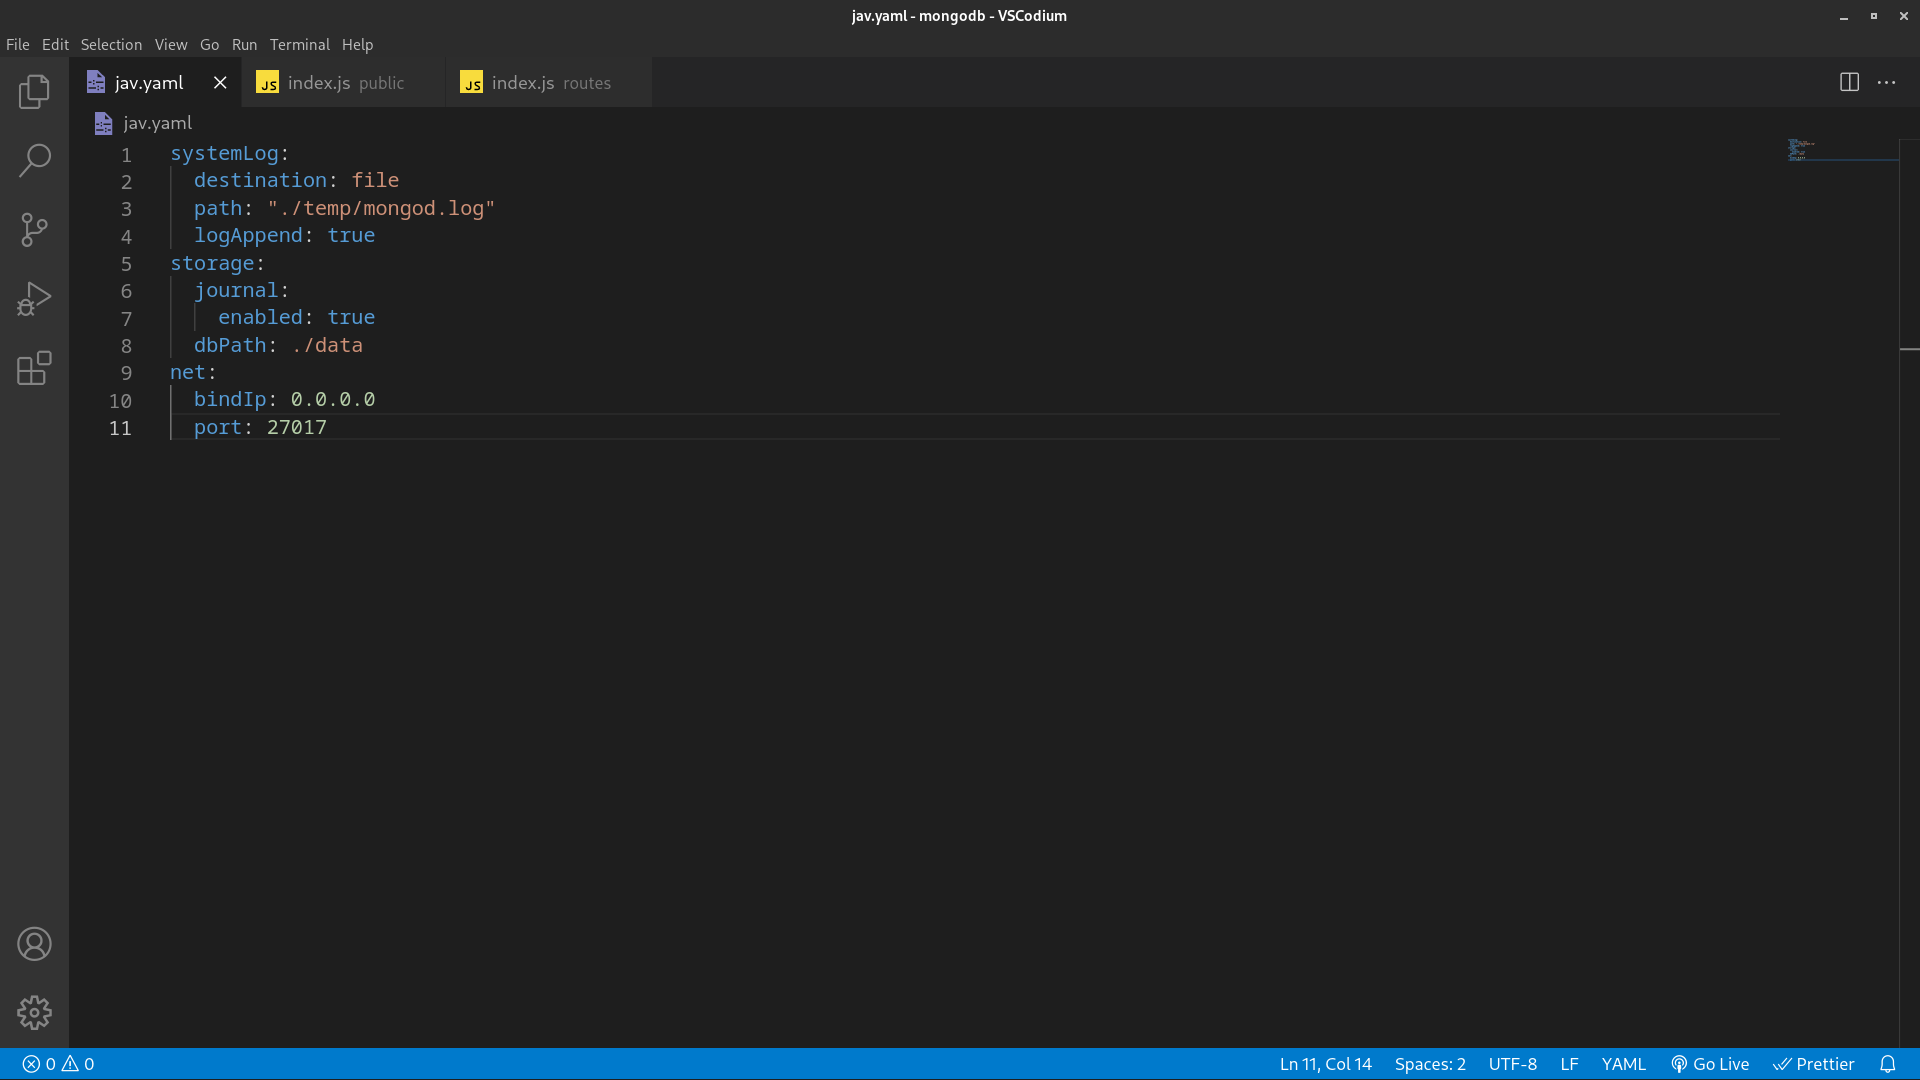 jav.yaml - mongodb - VSCodium
File Edit Selection View Go Run Terminal Help
jav.yaml JS index.js public JS index.js routes
jav.yaml
1 systemLog:
2   destination: file
3   path: "./temp/mongod.log"
4   logAppend: true
5 storage:
6   journal:
7     enabled: true
8   dbPath: ./data
9 net:
10   bindIp: 0.0.0.0
11   port: 27017
0 0 Ln 11, Col 14 Spaces: 2 UTF-8 LF YAML Go Live Prettier